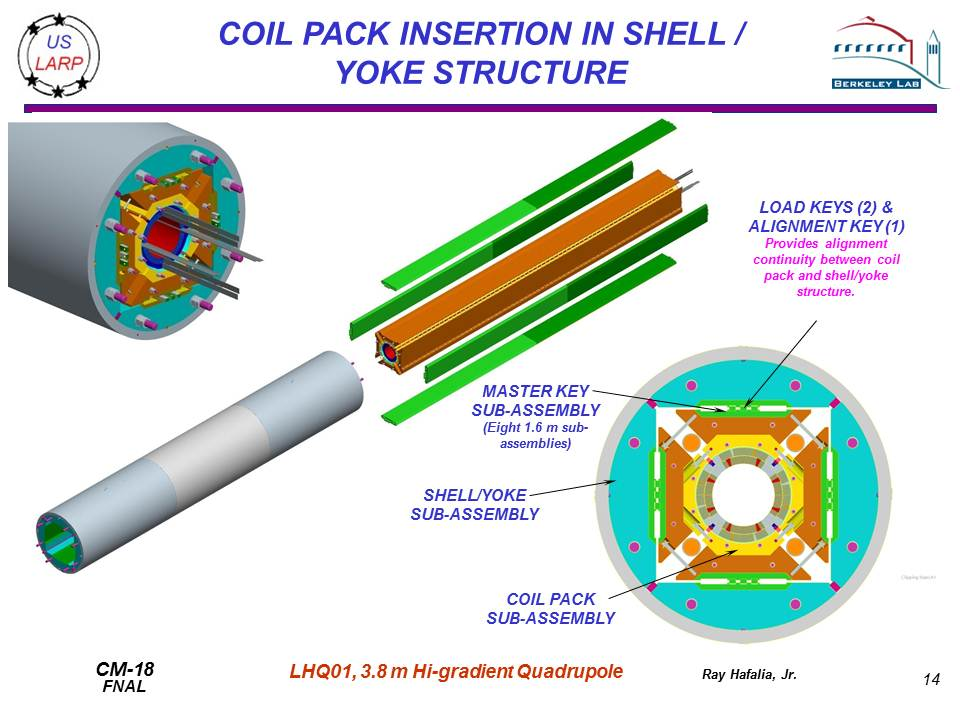 US
LARP
COIL PACK INSERTION IN SHELL /
YOKE STRUCTURE
BERKELEY LAB
LOAD KEYS (2) &
ALIGNMENT KEY (1)
Provides alignment
continuity between coil
pack and shell/yoke
structure.
MASTER KEY
SUB-ASSEMBLY
(Eight 1.6 m sub-
assemblies)
SHELL/YOKE
SUB-ASSEMBLY
COIL PACK
SUB-ASSEMBLY
CM-18
FNAL
LHQ01, 3.8 m Hi-gradient Quadrupole
Ray Hafalia, Jr.
14